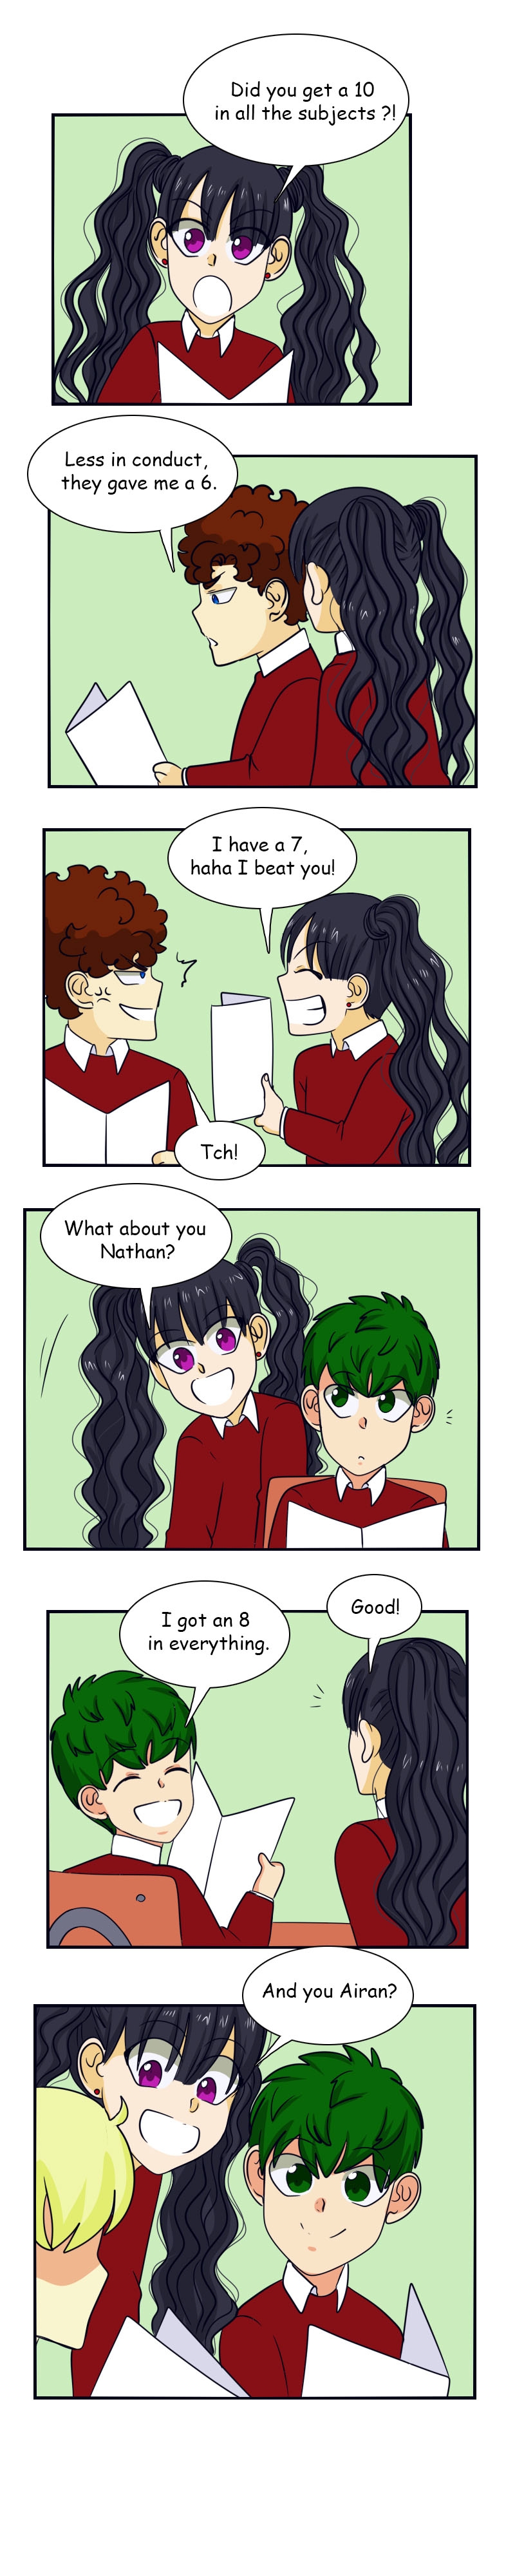 Did you get a 10
in all the subjects ?!
Less in conduct,
they gave me a 6.
I have a 7,
haha I beat you!
Tch!
What about you
Nathan?
I got an 8
in everything.
Good!
And you Airan?